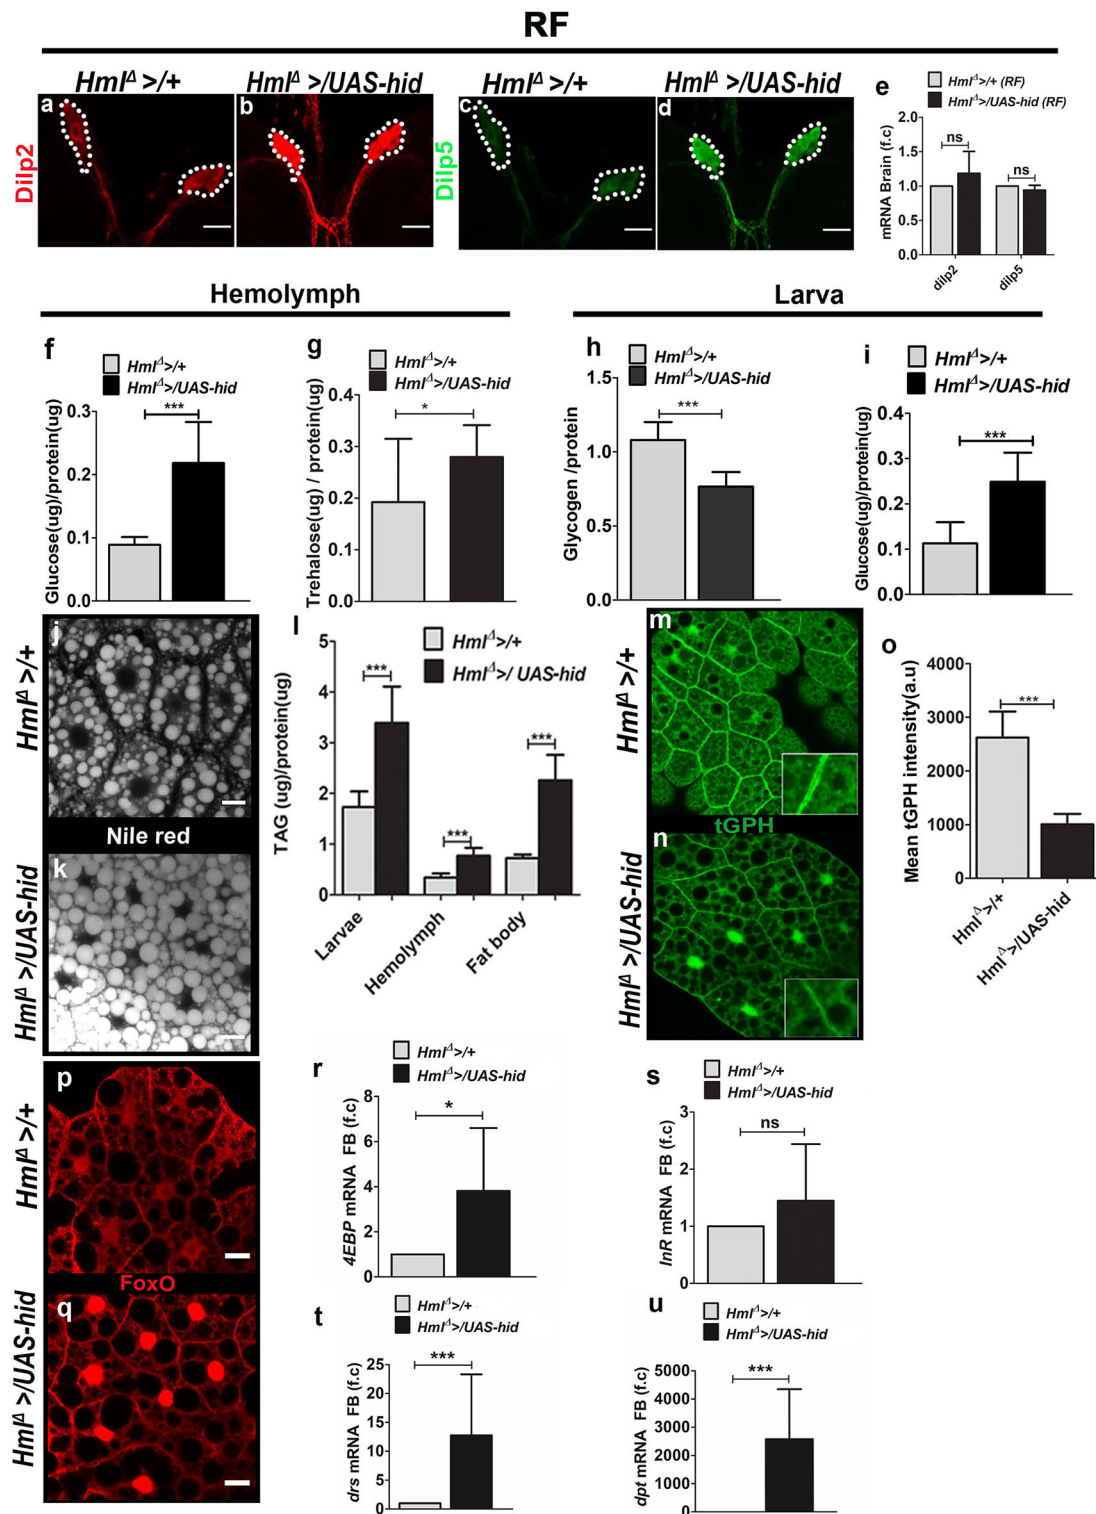 RF
Hml^Δ >/+
Hml^Δ >/UAS-hid
Hml^Δ >/+
Hml^Δ >/UAS-hid
Dilp2
a
b
Dilp5
c
d
e
Hml^Δ>/+ (RF)
Hml^Δ>/UAS-hid (RF)
mRNA Brain (f.c)
2.0
1.5
1.0
0.5
0.0
ns
ns
dilp2
dilp5
Hemolymph
Larva
f
Hml^Δ>/+
Hml^Δ>/UAS-hid
Glucose(ug)/protein(ug)
0.3
0.2
0.1
0.0
***
g
Hml^Δ>/+
Hml^Δ>/UAS-hid
Trehalose(ug) / protein(ug)
0.4
0.3
0.2
0.1
0.0
*
h
Hml^Δ>/+
Hml^Δ>/UAS-hid
Glycogen /protein
1.5
1.0
0.5
0.0
***
i
Hml^Δ>/+
Hml^Δ>/UAS-hid
Glucose(ug)/protein(ug)
0.4
0.3
0.2
0.1
0.0
***
Hml^Δ >/+
j
Nile red
Hml^Δ >/UAS-hid
k
l
Hml^Δ>/+
Hml^Δ>/ UAS-hid
TAG (ug)/protein(ug)
5
4
3
2
1
0
***
***
***
Larvae
Hemolymph
Fat body
Hml^Δ >/+
m
tGPH
Hml^Δ >/UAS-hid
n
o
Mean tGPH intensity(a.u)
4000
3000
2000
1000
0
***
Hml^Δ>/+
Hml^Δ>/UAS-hid
Hml^Δ >/+
p
FoxO
Hml^Δ >/UAS-hid
q
r
Hml^Δ>/+
Hml^Δ>/UAS-hid
4EBP mRNA FB (f.c)
8
6
4
2
0
*
s
Hml^Δ>/+
Hml^Δ>/UAS-hid
InR mRNA FB (f.c)
3
2
1
0
ns
t
Hml^Δ>/+
Hml^Δ>/UAS-hid
drs mRNA FB (f.c)
25
20
15
10
5
0
***
u
Hml^Δ>/+
Hml^Δ>/UAS-hid
dpt mRNA FB (f.c)
5000
4000
3000
2000
1000
0
***